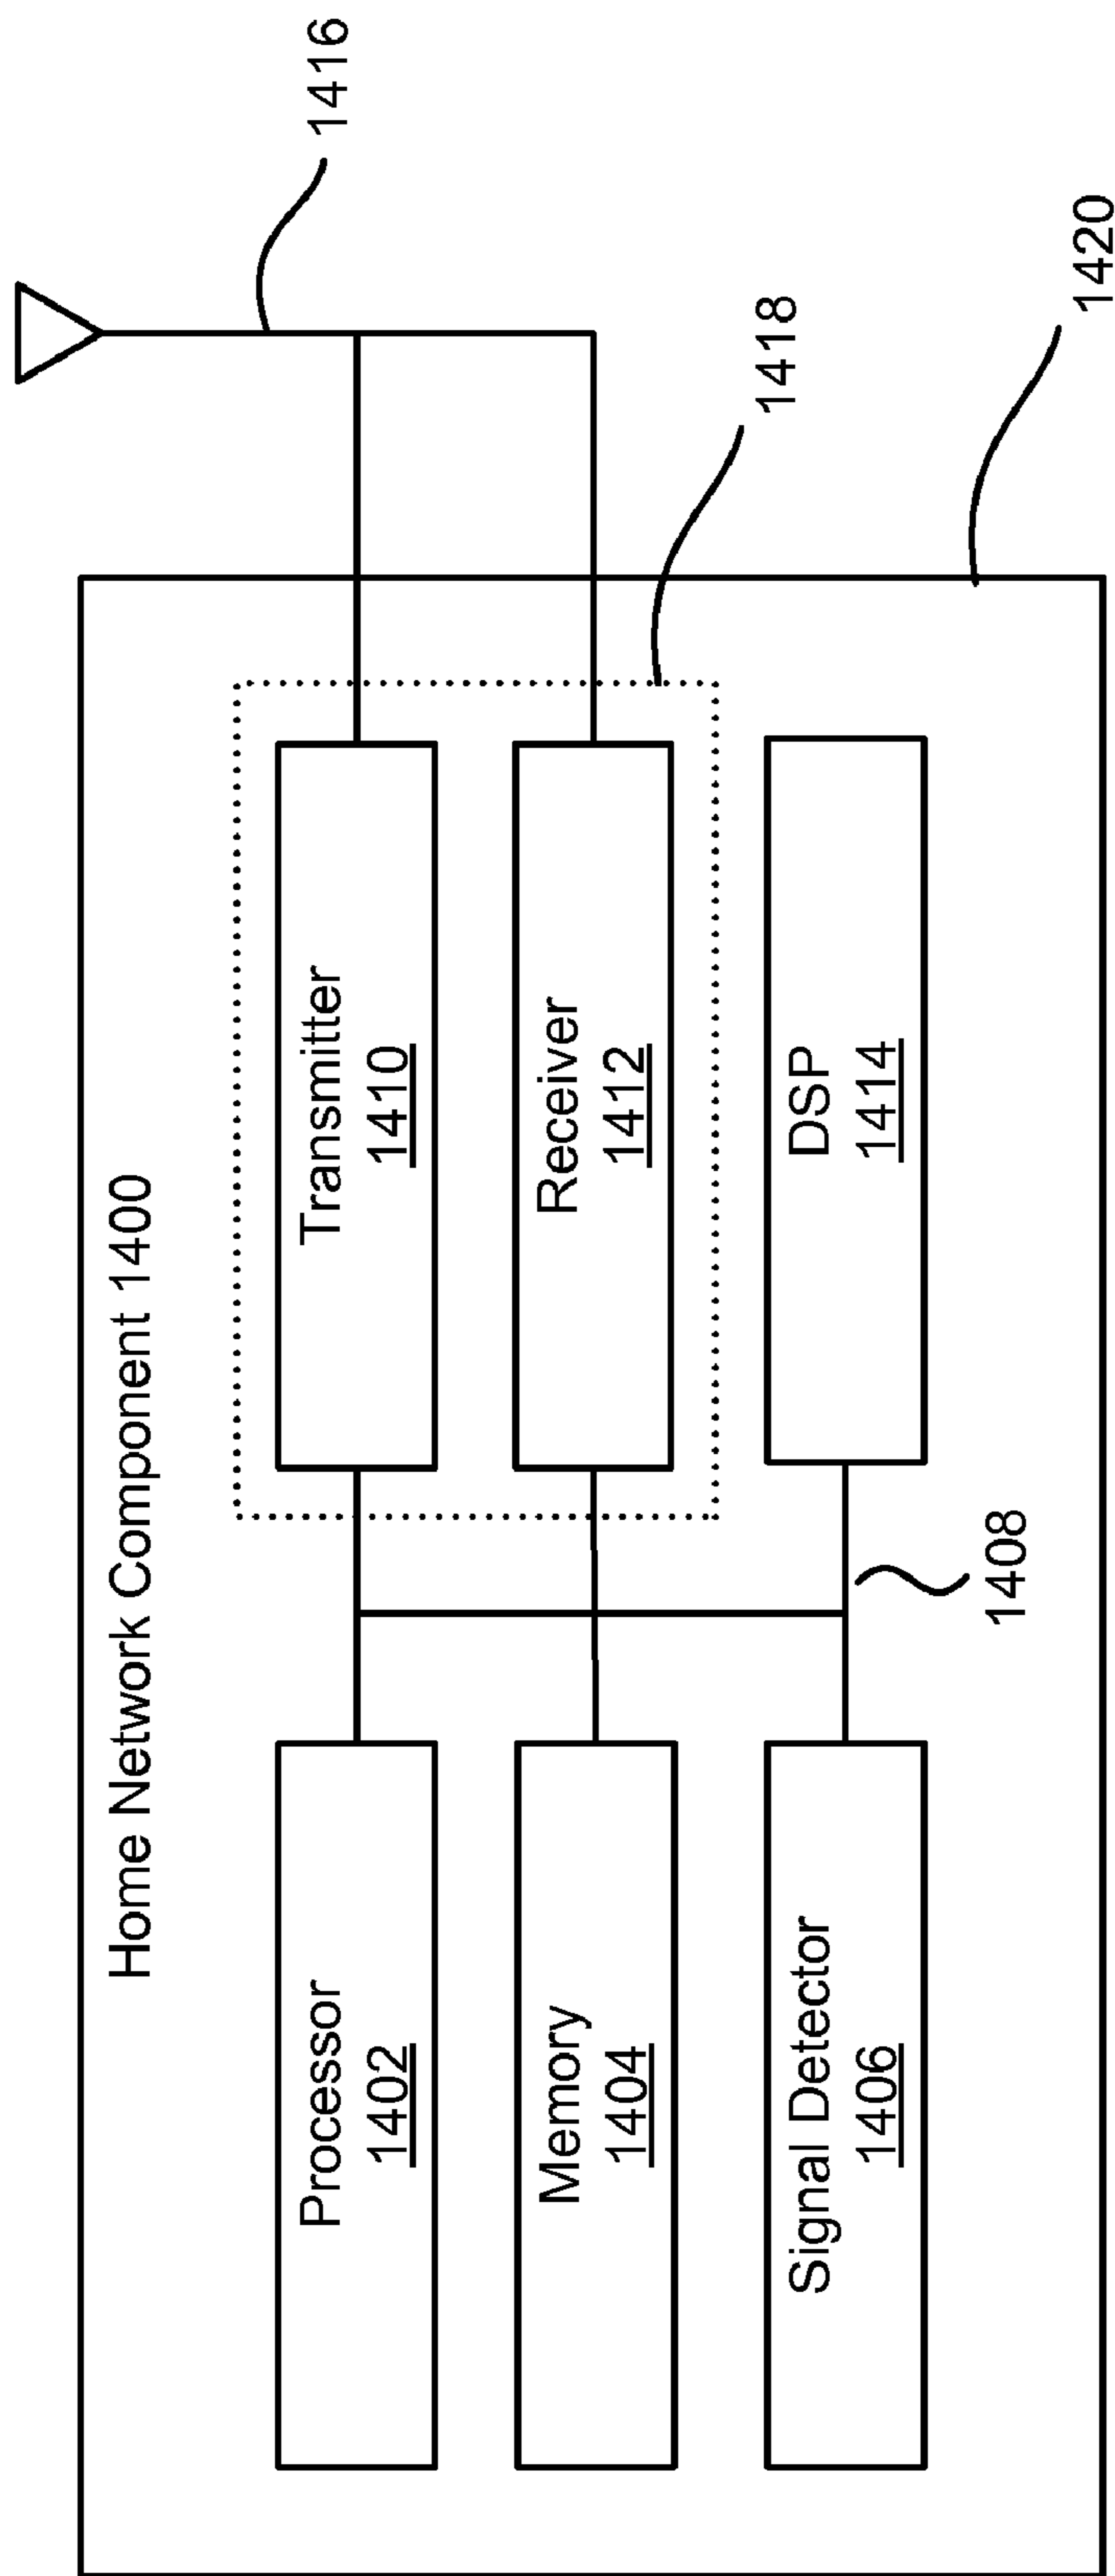 Home Network Component 1400
1416
Processor
1402
Transmitter
1410
1418
Memory
1404
Receiver
1412
Signal Detector
1406
DSP
1414
1408
1420